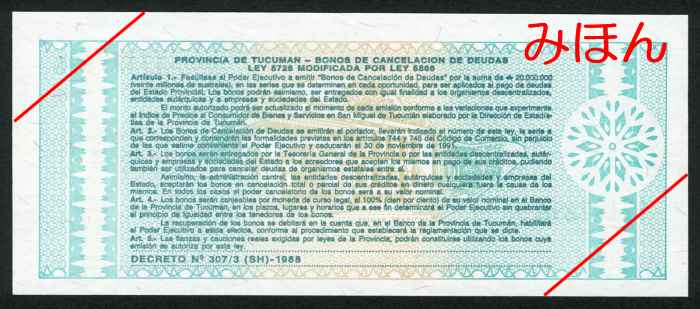 みほん
PROVINCIA DE TUCUMAN - BONOS DE CANCELACION DE DEUDAS
LEY 5728 MODIFICADA POR LEY 5866
Artículo 1.- Facúltase al Poder Ejecutivo a emitir "Bonos de Cancelación de Deudas" por la suma de ₳ 20.000.000
(veinte millones de australes), en las series que se determinen en cada oportunidad, para ser aplicados al pago de deudas
del Estado Provincial. Los bonos podrán asimismo, ser entregados con igual finalidad a los organismos descentralizados,
entidades autárquicas y a empresas y sociedades del Estado.
El monto autorizado podrá ser actualizado al momento de cada emisión conforme a las variaciones que experimente
el Indice de Precios al Consumidor de Bienes y Servicios en San Miguel de Tucumán elaborado por la Dirección de Estadís-
tica de la Provincia de Tucumán.
Art. 2.- Los Bonos de Cancelación de Deudas se emitirán al portador, llevarán indicado el número de esta ley, la serie a
que corresponden y contendrán las formalidades previstas en los artículos 744 y 745 del Código de Comercio, sin perjuicio
de las que estime conveniente el Poder Ejecutivo y caducarán el 30 de noviembre de 1991.
Art. 3.- Los bonos serán entregados por la Tesorería General de la Provincia o por las entidades descentralizadas, autár-
quicas y empresas y sociedades del Estado a los acreedores que acepten los mismos en pago de sus créditos, pudiendo
también ser utilizados para cancelar deudas de organismos estatales entre sí.
Asimismo, la administración central, las entidades descentralizadas, autárquicas y sociedades y empresas del
Estado, aceptarán los bonos en cancelación total o parcial de sus créditos en dinero cualquiera fuere la causa de los
mismos. En todos los casos el poder cancelatorio de los bonos será a su valor nominal.
Art. 4.- Los bonos serán canjeables por moneda de curso legal, al 100% (cien por ciento) de su valor nominal en el Banco
de la Provincia de Tucumán, en los plazos, lugares y horarios que a ese fin determinará el Poder Ejecutivo sin quebrantar
el principio de igualdad entre los tenedores de los bonos.
La recuperación de los bonos se debitará en la cuenta que, en el Banco de la Provincia de Tucumán, habilitará
el Poder Ejecutivo a estos efectos, conforme al procedimiento que establecerá la reglamentación que se dicte.
Art. 5.- Las fianzas y cauciones reales exigidas por leyes de la Provincia, podrán constituirse utilizando los bonos cuya
emisión se autoriza por esta ley.
DECRETO Nº 307/3 (SH)-1988